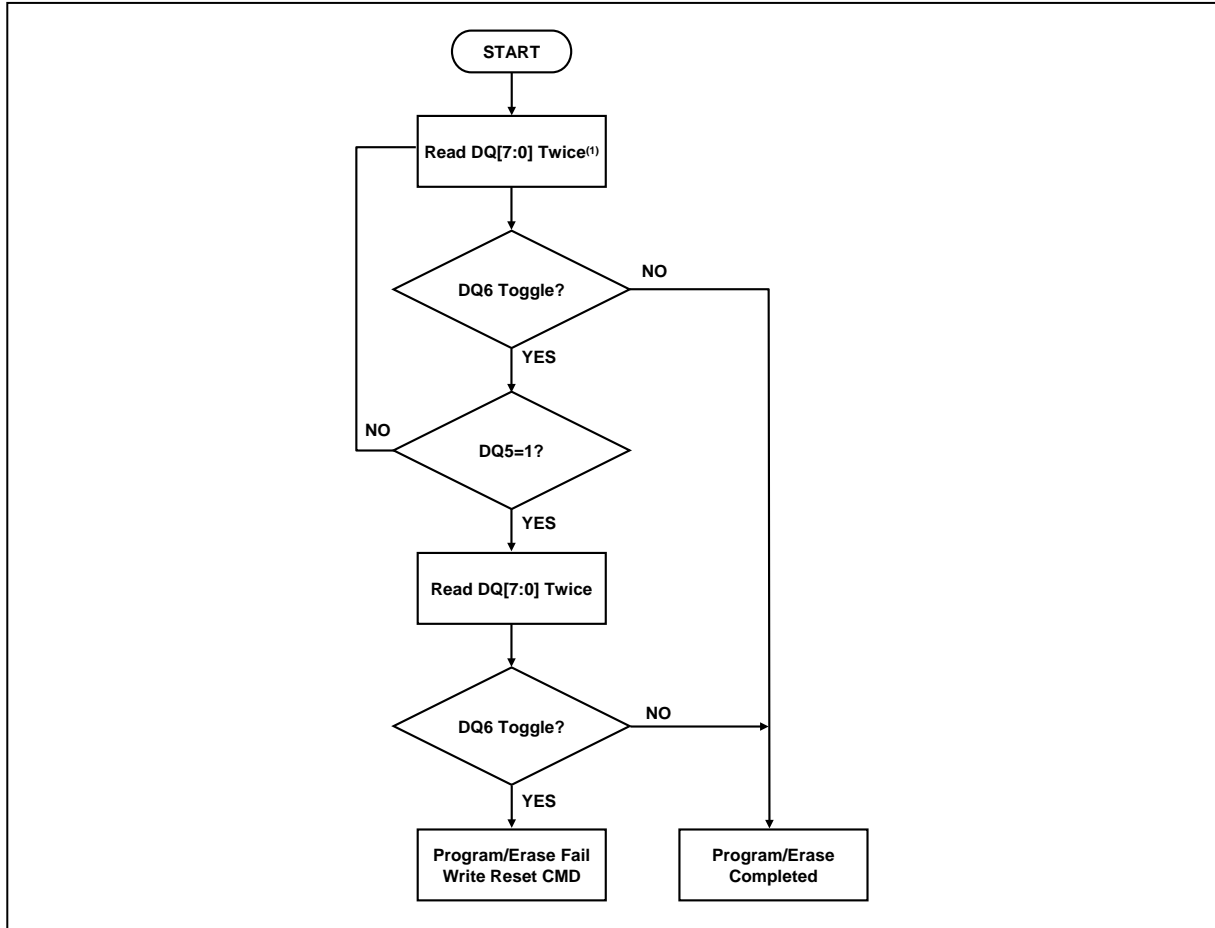 START
Read DQ[7:0] Twice(1)
DQ6 Toggle?
NO
YES
NO
DQ5=1?
YES
Read DQ[7:0] Twice
DQ6 Toggle?
NO
YES
Program/Erase Fail
Write Reset CMD
Program/Erase
Completed